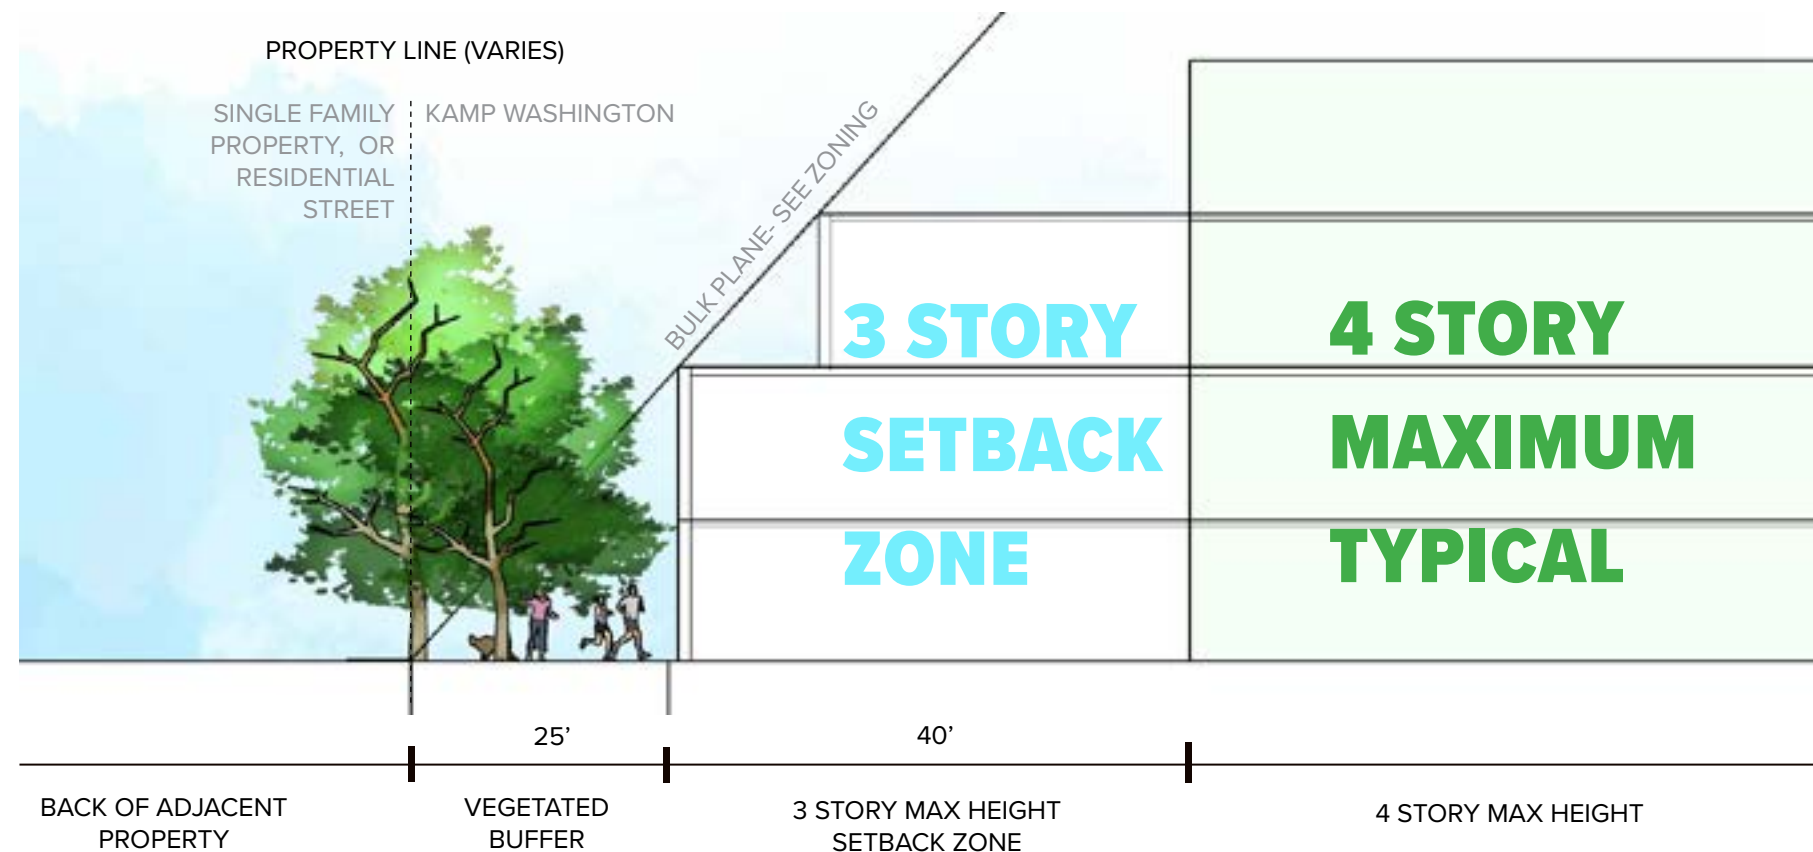 PROPERTY LINE (VARIES)
SINGLE FAMILY
PROPERTY, OR
RESIDENTIAL
STREET
KAMP WASHINGTON
BULK PLANE- SEE ZONING
3 STORY
SETBACK
ZONE
4 STORY
MAXIMUM
TYPICAL
25’
40’
BACK OF ADJACENT
PROPERTY
VEGETATED
BUFFER
3 STORY MAX HEIGHT
SETBACK ZONE
4 STORY MAX HEIGHT